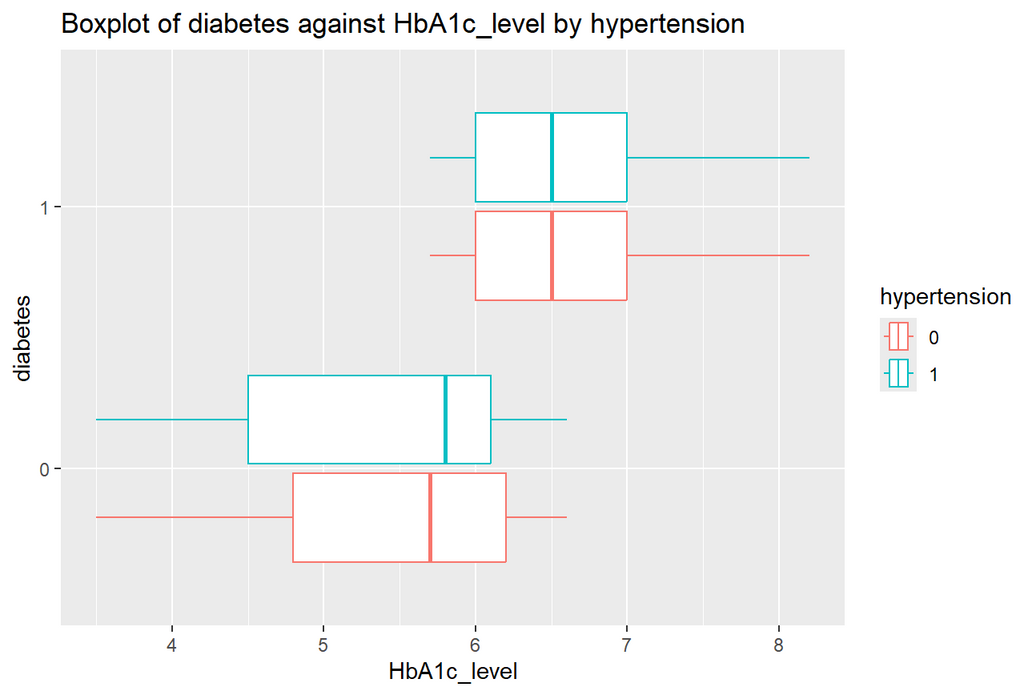 Boxplot of diabetes against HbA1c_level by hypertension
diabetes
1
0
4 5 6 7 8
HbA1c_level
hypertension
0
1